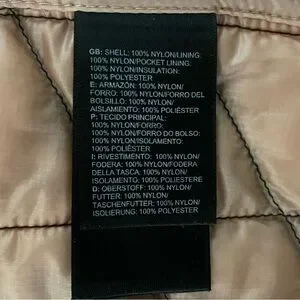 GB: SHELL: 100% NYLON/LINING:
100% NYLON/POCKET LINING:
100% NYLON/INSULATION:
100% POLYESTER
E: ARMAZÓN: 100% NYLON/
FORRO: 100% NYLON/FORRO DEL
BOLSILLO: 100% NYLON/
AISLAMIENTO: 100% POLIÉSTER
P: TECIDO PRINCIPAL:
100% NYLON/FORRO:
100% NYLON/FORRO DO BOLSO:
100% NYLON/ISOLAMENTO:
100% POLIÉSTER
I: RIVESTIMENTO: 100% NYLON/
FODERA: 100% NYLON/FODERA
DELLA TASCA: 100% NYLON/
ISOLAMENTO: 100% POLIESTERE
D: OBERSTOFF: 100% NYLON/
FUTTER: 100% NYLON/
TASCHENFUTTER: 100% NYLON/
ISOLIERUNG: 100% POLYESTER